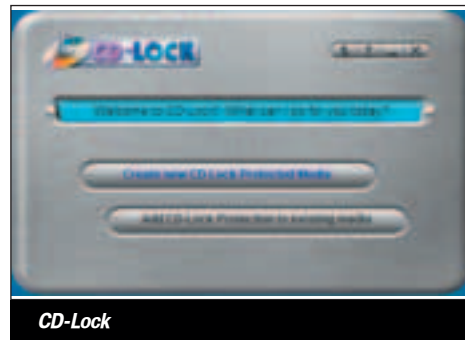 CD-LOCK
Welcome to CD-Lock! What can I do for you today?
Create new CD-Lock Protected Media
Add CD-Lock Protection to existing media
CD-Lock